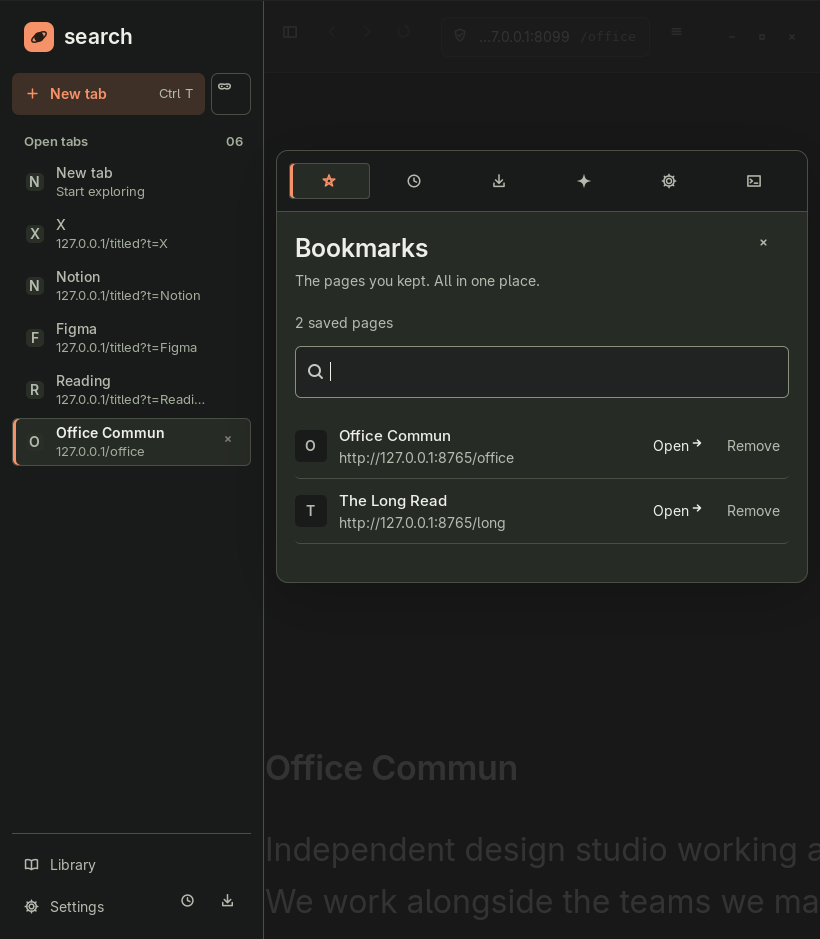 search
New tab
Ctrl T
Open tabs
06
N
New tab
Start exploring
X
X
127.0.0.1/titled?t=X
N
Notion
127.0.0.1/titled?t=Notion
F
Figma
127.0.0.1/titled?t=Figma
R
Reading
127.0.0.1/titled?t=Readi...
O
Office Commun
127.0.0.1/office
Library
Settings
...7.0.0.1:8099 /office
Bookmarks
The pages you kept. All in one place.
2 saved pages
O
Office Commun
http://127.0.0.1:8765/office
Open
Remove
T
The Long Read
http://127.0.0.1:8765/long
Open
Remove
Office Commun
Independent design studio working a
We work alongside the teams we ma